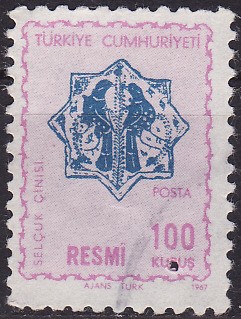 TÜRKİYE CUMHURİYETİ
SELÇUK ÇİNİSİ
POSTA
RESMİ
100
KURUŞ
AJANS TÜRK
1967